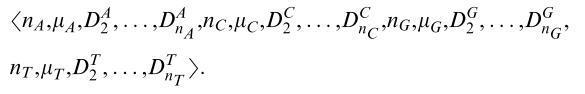 ⟨n_A, μ_A, D_2^A, …, D_{n_A}^A, n_C, μ_C, D_2^C, …, D_{n_C}^C, n_G, μ_G, D_2^G, …, D_{n_G}^G,
n_T, μ_T, D_2^T, …, D_{n_T}^T⟩.